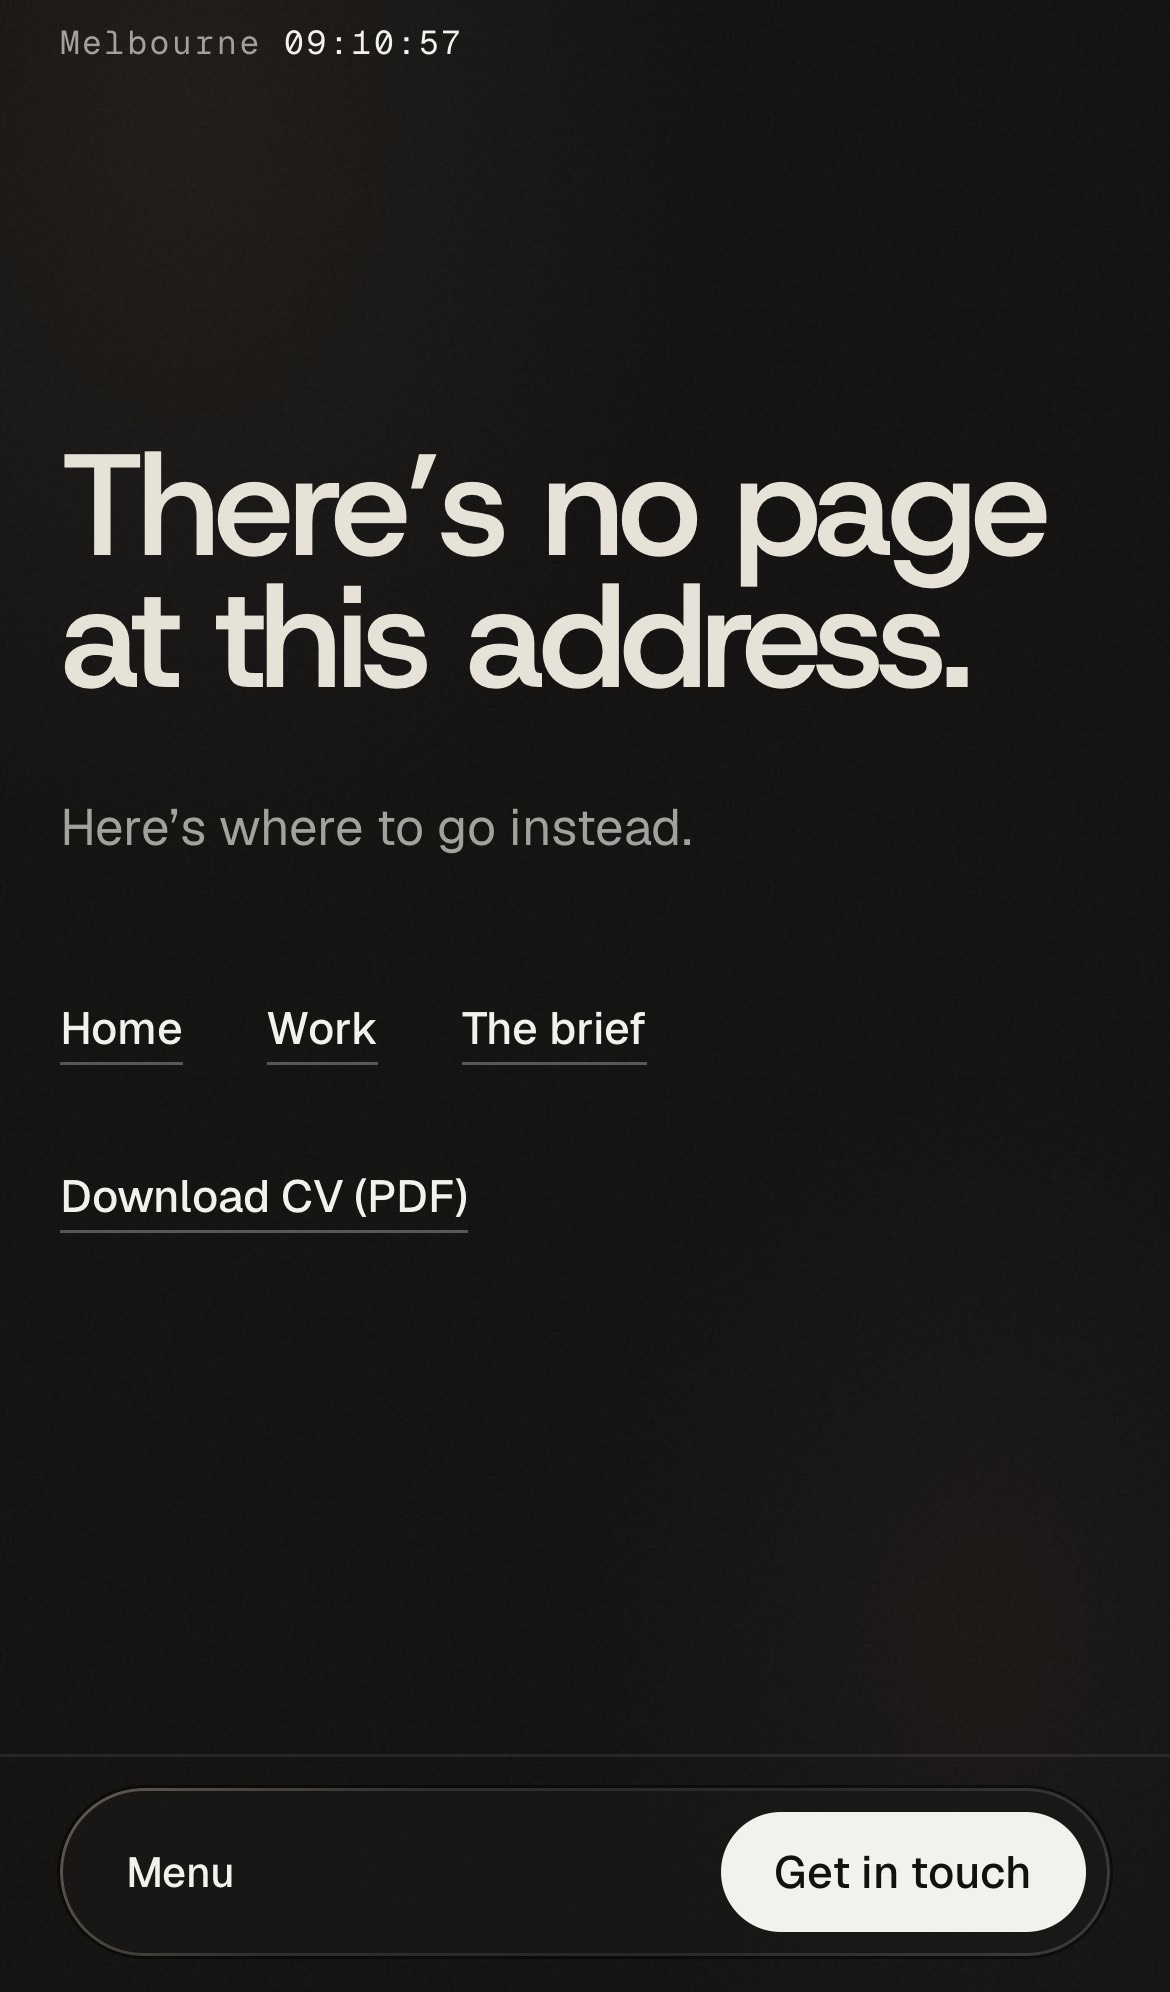 Melbourne 09:10:57
There’s no page
at this address.
Here’s where to go instead.
Home Work The brief
Download CV (PDF)
Menu Get in touch